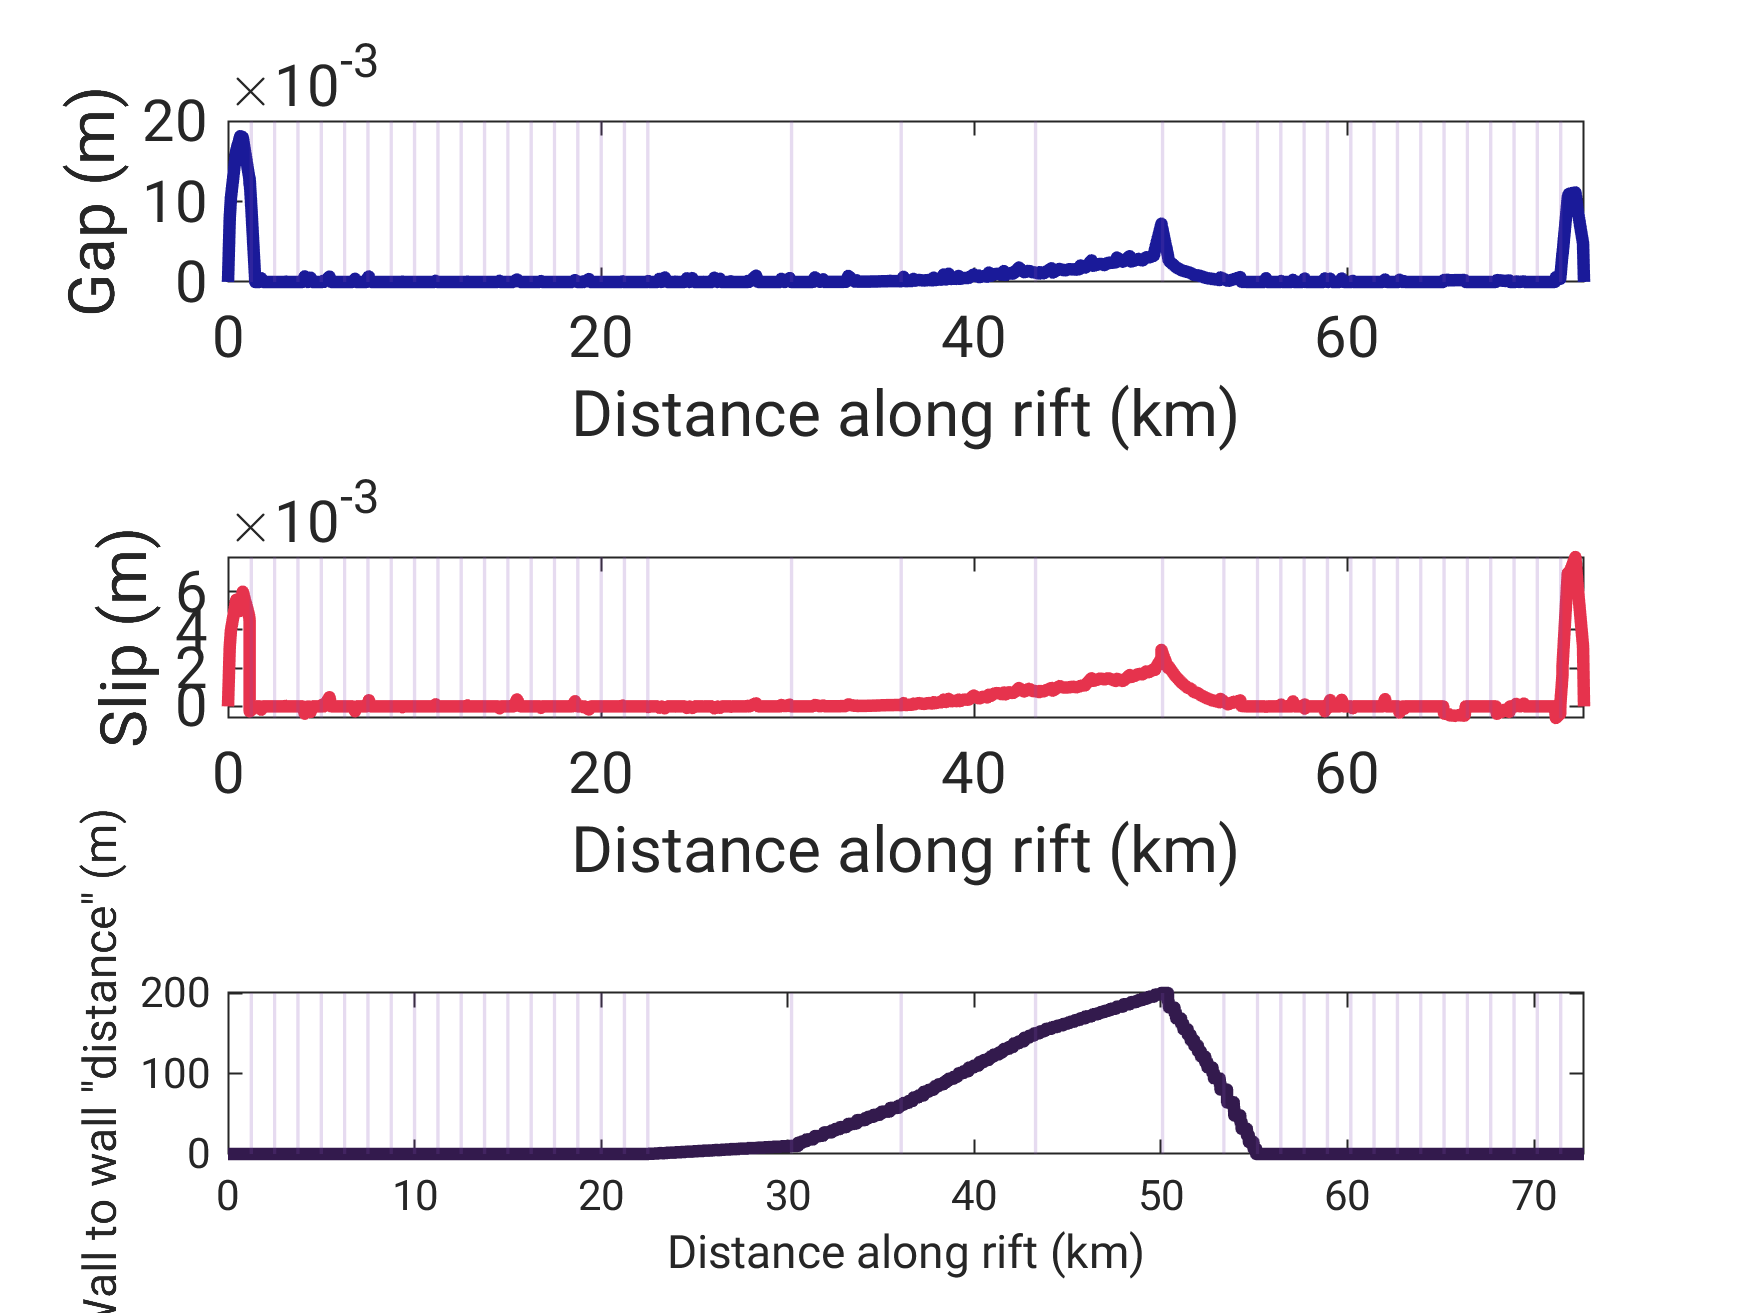 ×10-3
Gap (m)
20
10
0
0 20 40 60
Distance along rift (km)
×10-3
Slip (m)
6
4
2
0
0 20 40 60
Distance along rift (km)
to wall "distance" (m)
200
100
0
0 10 20 30 40 50 60 70
Distance along rift (km)